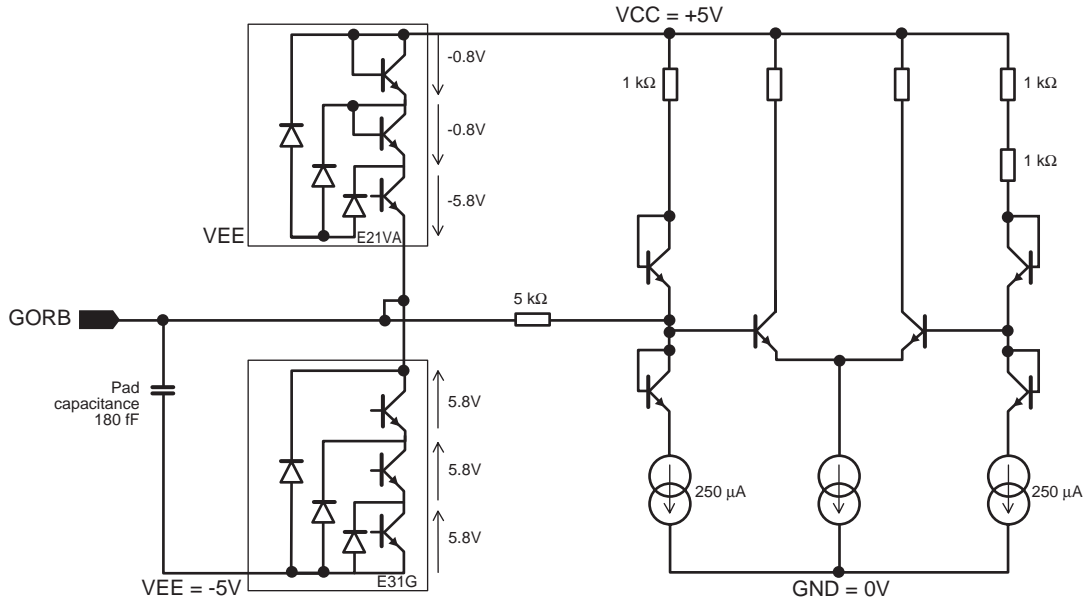 VCC = +5V
-0.8V
1 kΩ
1 kΩ
-0.8V
1 kΩ
-5.8V
VEE
E21VA
5 kΩ
GORB
Pad
capacitance
180 fF
5.8V
5.8V
250 µA
250 µA
5.8V
E31G
VEE = -5V
GND = 0V